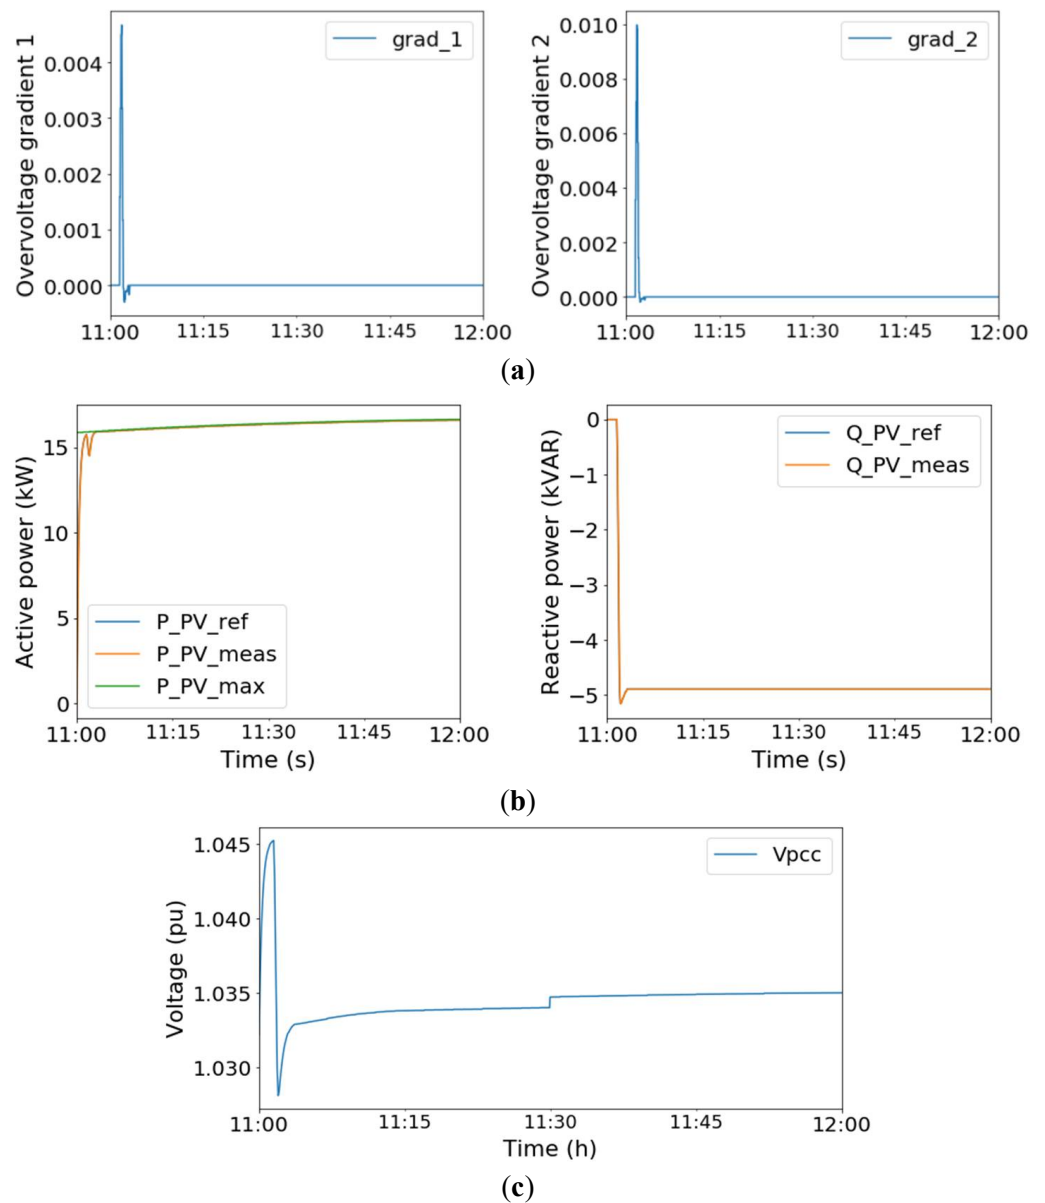 Overvoltage gradient 1
0.004
0.003
0.002
0.001
0.000
grad_1
11:00 11:15 11:30 11:45 12:00
Overvoltage gradient 2
0.010
0.008
0.006
0.004
0.002
0.000
grad_2
11:00 11:15 11:30 11:45 12:00
(a)
Active power (kW)
15
10
5
0
P_PV_ref
P_PV_meas
P_PV_max
11:00 11:15 11:30 11:45 12:00
Time (s)
Reactive power (kVAR)
0
−1
−2
−3
−4
−5
Q_PV_ref
Q_PV_meas
11:00 11:15 11:30 11:45 12:00
Time (s)
(b)
Voltage (pu)
1.045
1.040
1.035
1.030
Vpcc
11:00 11:15 11:30 11:45 12:00
Time (h)
(c)